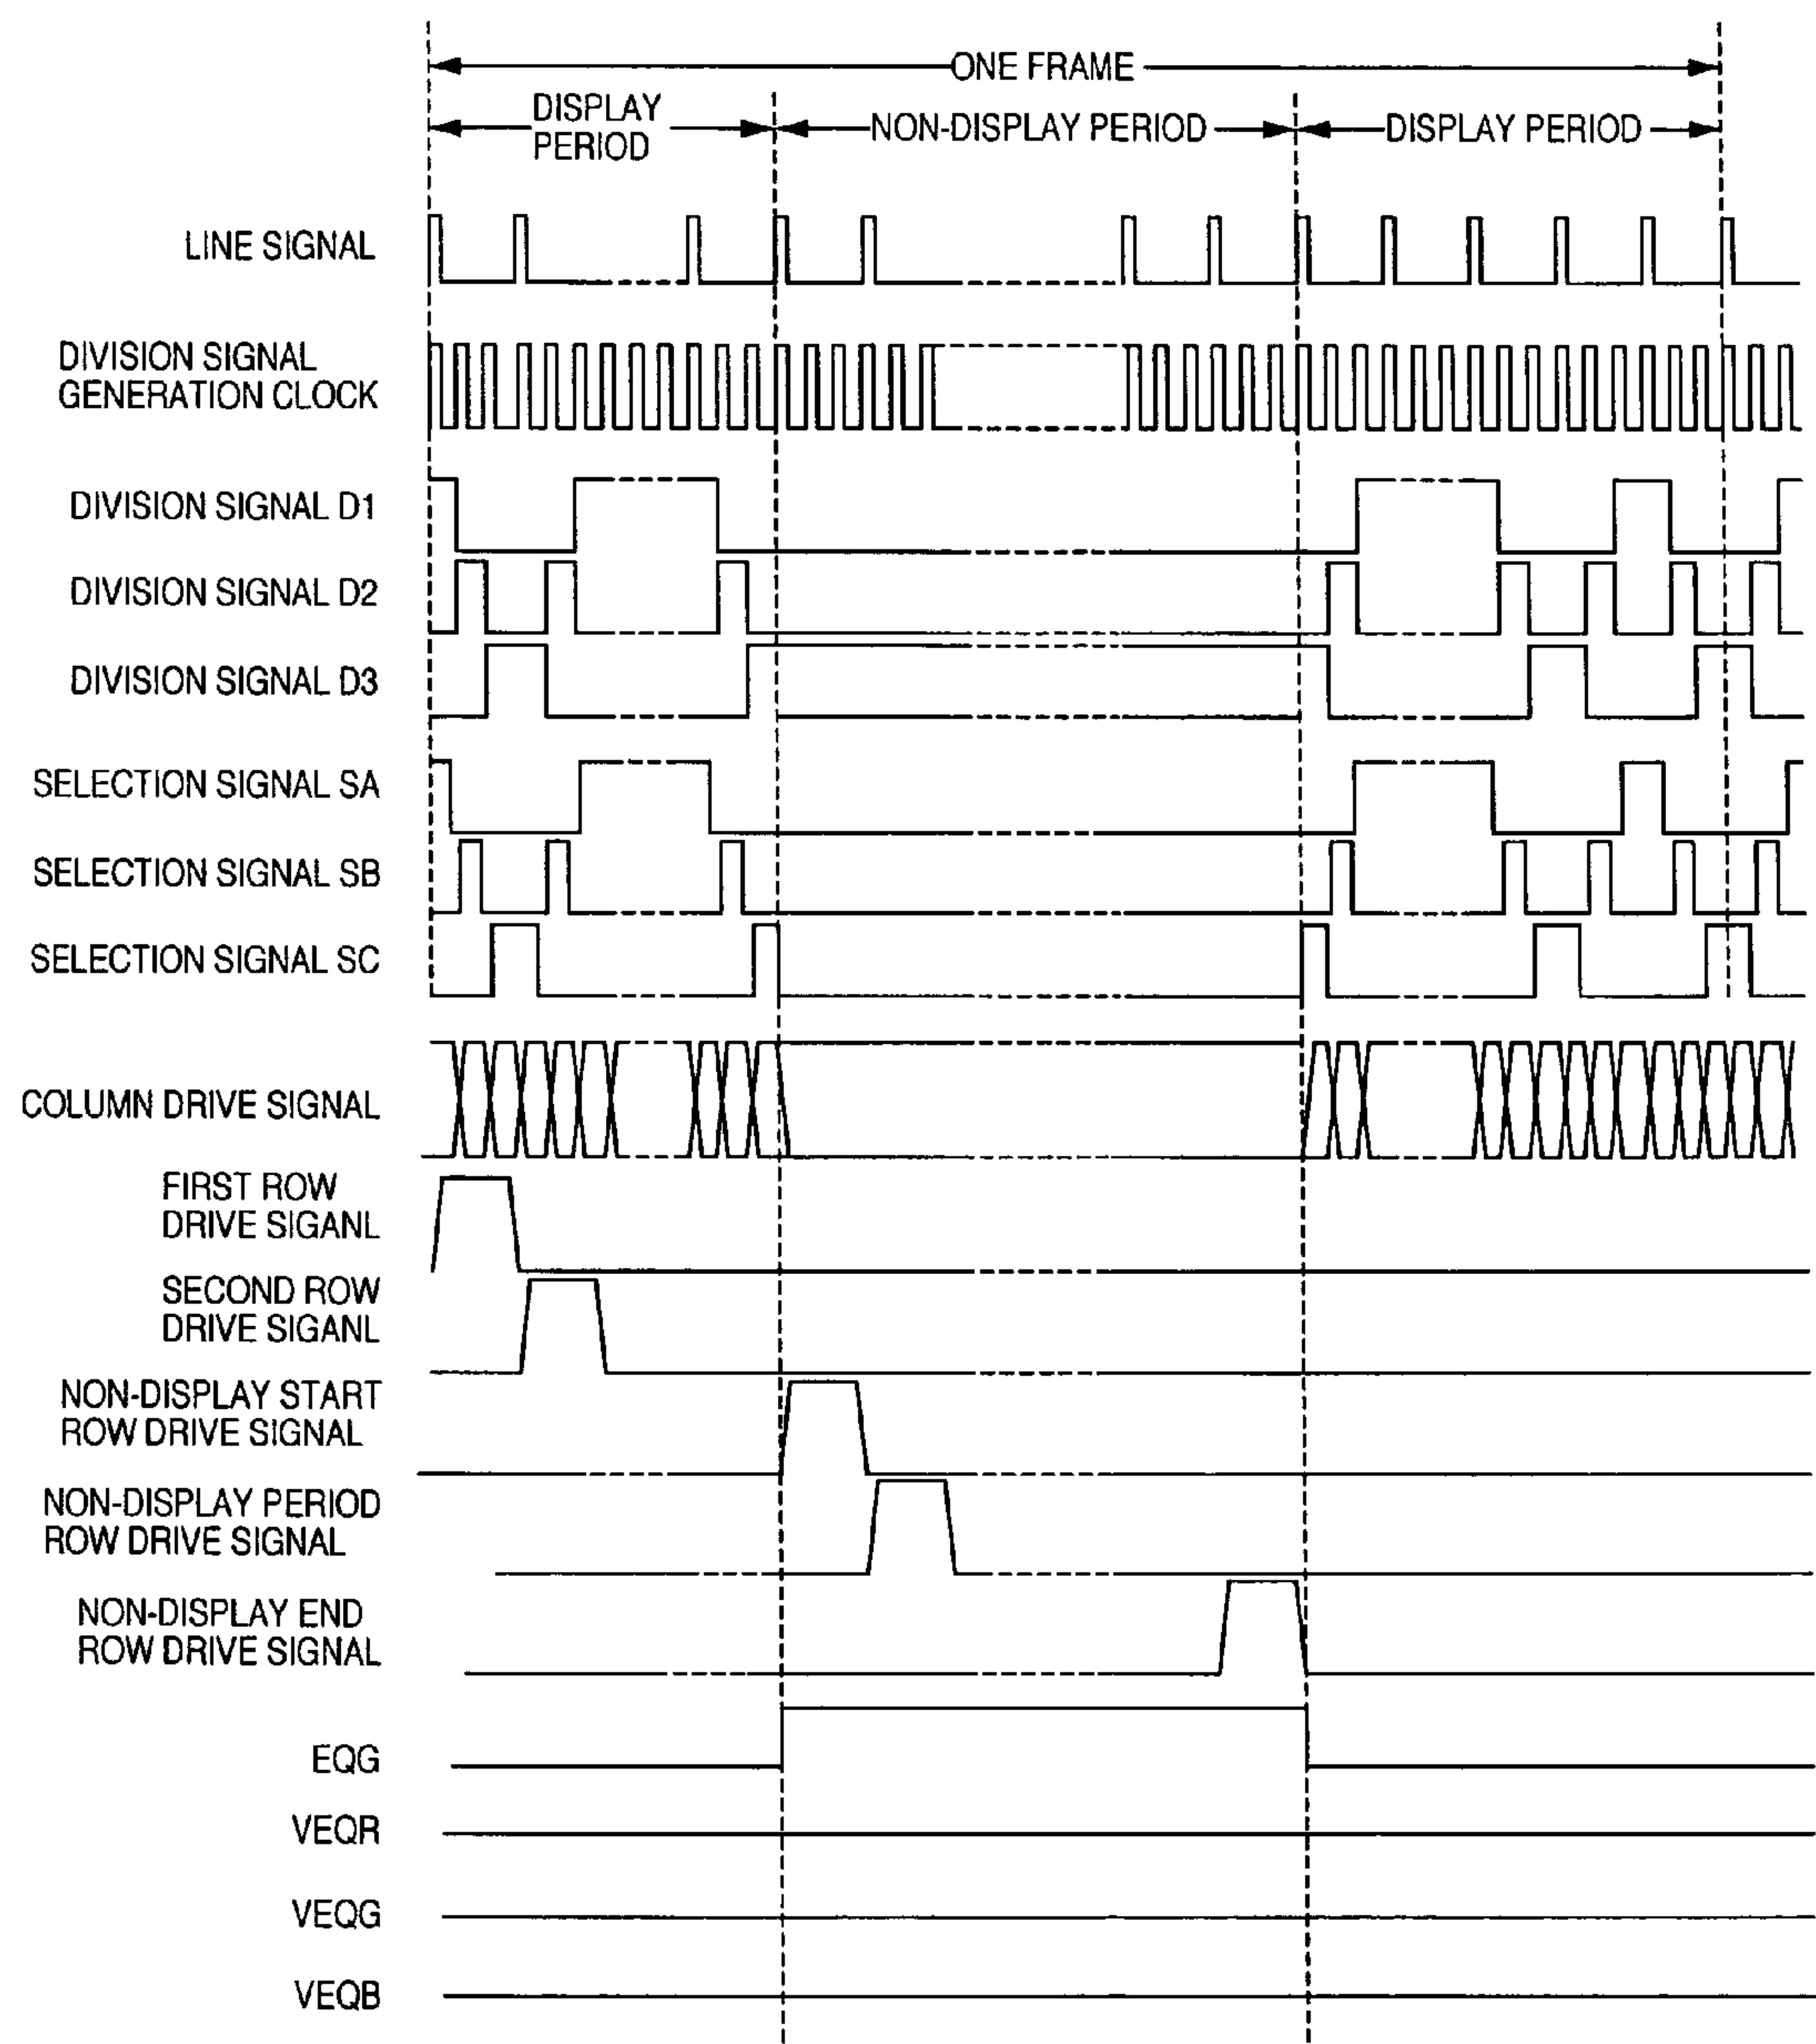 ONE FRAME
DISPLAY
PERIOD
NON-DISPLAY PERIOD
DISPLAY PERIOD
LINE SIGNAL
DIVISION SIGNAL
GENERATION CLOCK
DIVISION SIGNAL D1
DIVISION SIGNAL D2
DIVISION SIGNAL D3
SELECTION SIGNAL SA
SELECTION SIGNAL SB
SELECTION SIGNAL SC
COLUMN DRIVE SIGNAL
FIRST ROW
DRIVE SIGANL
SECOND ROW
DRIVE SIGANL
NON-DISPLAY START
ROW DRIVE SIGNAL
NON-DISPLAY PERIOD
ROW DRIVE SIGNAL
NON-DISPLAY END
ROW DRIVE SIGNAL
EQG
VEQR
VEQG
VEQB